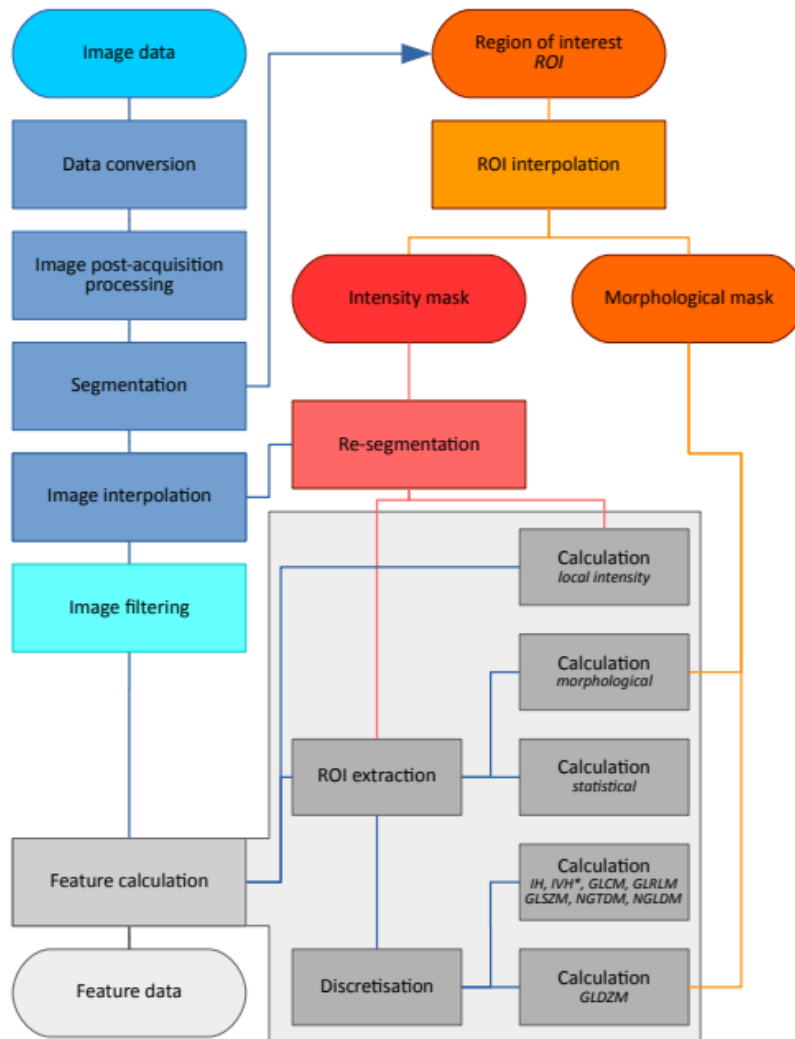 Image data
Data conversion
Image post-acquisition
processing
Segmentation
Image interpolation
Image filtering
Feature calculation
Feature data
Region of interest
ROI
ROI interpolation
Intensity mask
Morphological mask
Re-segmentation
Calculation
local intensity
Calculation
morphological
ROI extraction
Calculation
statistical
Calculation
IH, IVH*, GLCM, GLRLM
GLSZM, NGTDM, NGLDM
Discretisation
Calculation
GLDZM